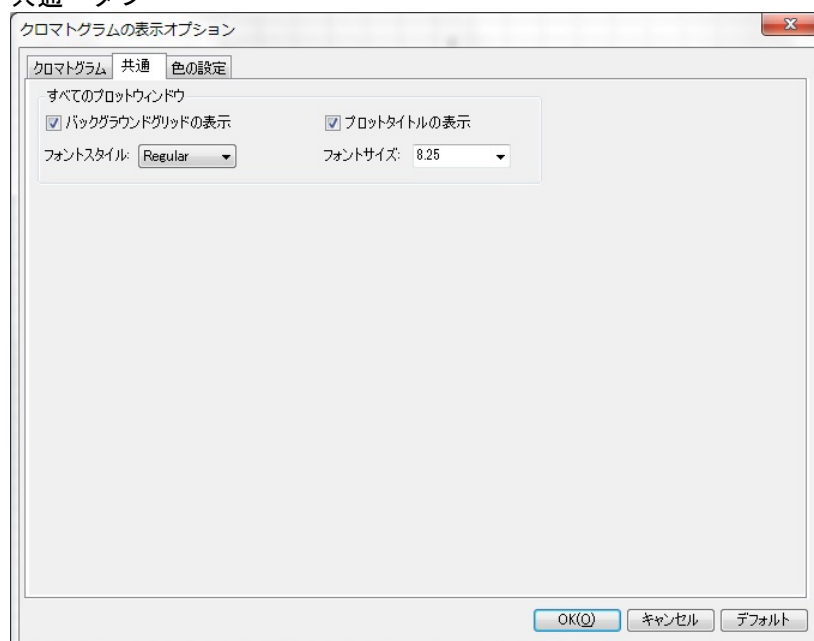 クロマトグラムの表示オプション
クロマトグラム 共通 色の設定
すべてのプロットウィンドウ
バックグラウンドグリッドの表示 プロットタイトルの表示
フォントスタイル: Regular フォントサイズ: 8.25
OK(O) キャンセル デフォルト